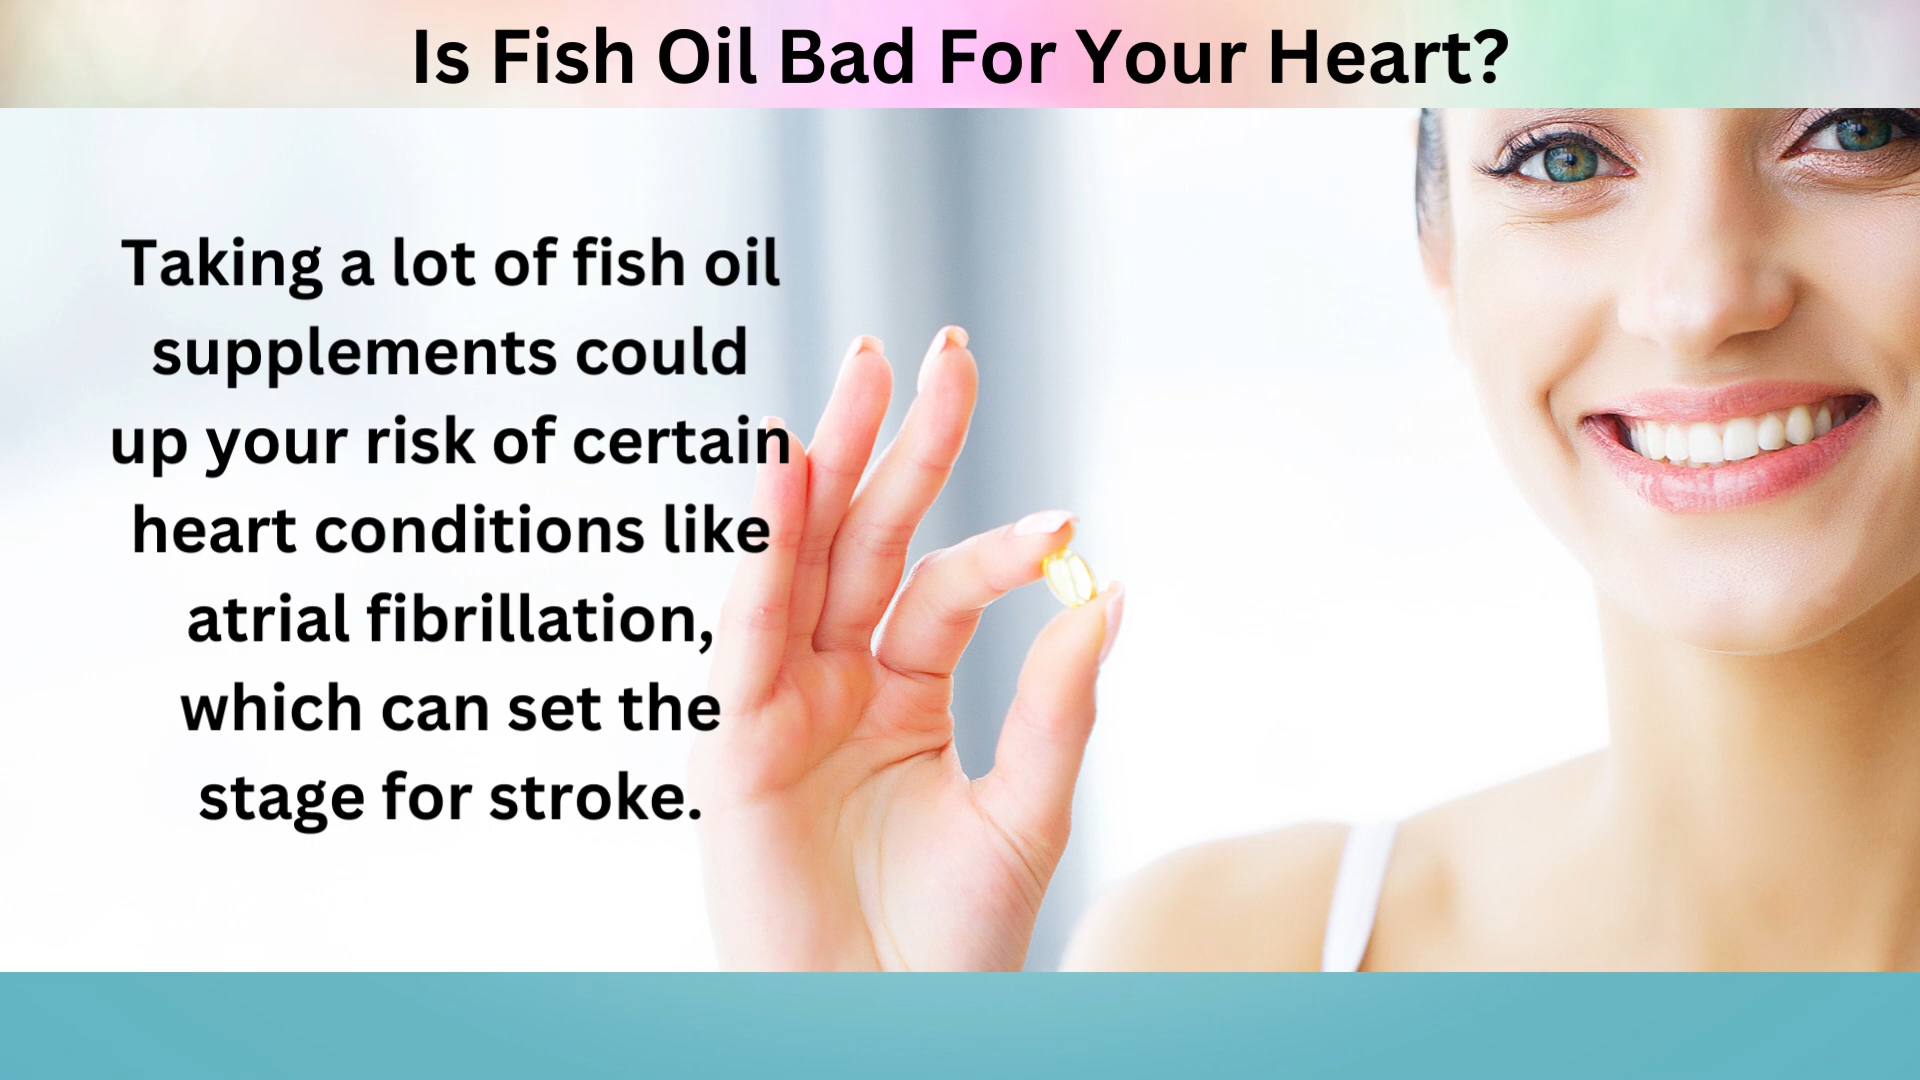 Is Fish Oil Bad For Your Heart?
Taking a lot of fish oil
supplements could
up your risk of certain
heart conditions like
atrial fibrillation,
which can set the
stage for stroke.